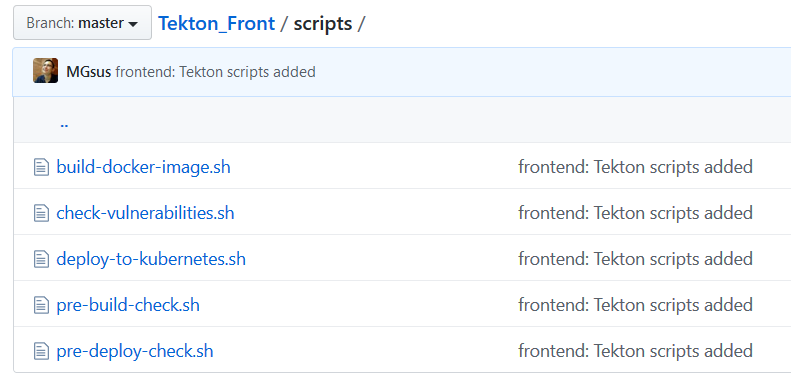 Branch: master Tekton_Front / scripts /
MGsus frontend: Tekton scripts added
..
build-docker-image.sh frontend: Tekton scripts added
check-vulnerabilities.sh frontend: Tekton scripts added
deploy-to-kubernetes.sh frontend: Tekton scripts added
pre-build-check.sh frontend: Tekton scripts added
pre-deploy-check.sh frontend: Tekton scripts added